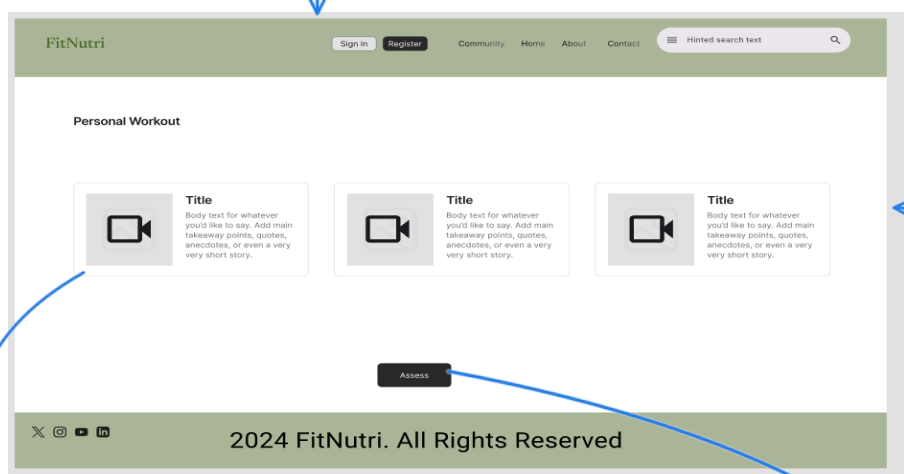 FitNutri
Sign in
Register
Community
Home
About
Contact
Hinted search text
Personal Workout
Title
Body text for whatever
you'd like to say. Add main
takeaway points, quotes,
anecdotes, or even a very
very short story.
Title
Body text for whatever
you'd like to say. Add main
takeaway points, quotes,
anecdotes, or even a very
very short story.
Title
Body text for whatever
you'd like to say. Add main
takeaway points, quotes,
anecdotes, or even a very
very short story.
Assess
2024 FitNutri. All Rights Reserved